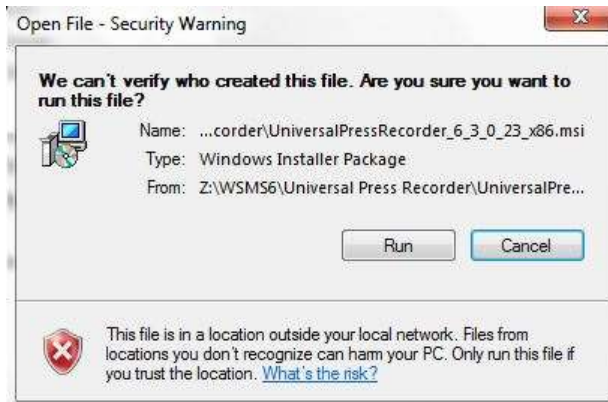 Open File - Security Warning
We can't verify who created this file. Are you sure you want to
run this file?
Name: ...corder\UniversalPressRecorder_6_3_0_23_x86.msi
Type: Windows Installer Package
From: Z:\WSMS6\Universal Press Recorder\UniversalPre...
Run Cancel
This file is in a location outside your local network. Files from
locations you don't recognize can harm your PC. Only run this file if
you trust the location. What's the risk?